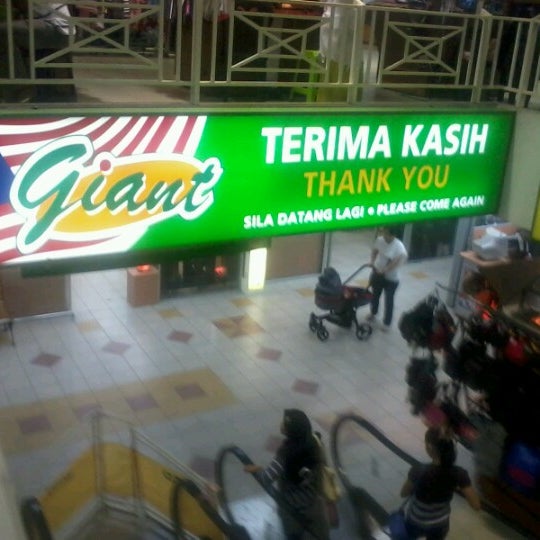 Giant
TERIMA KASIH
THANK YOU
SILA DATANG LAGI • PLEASE COME AGAIN